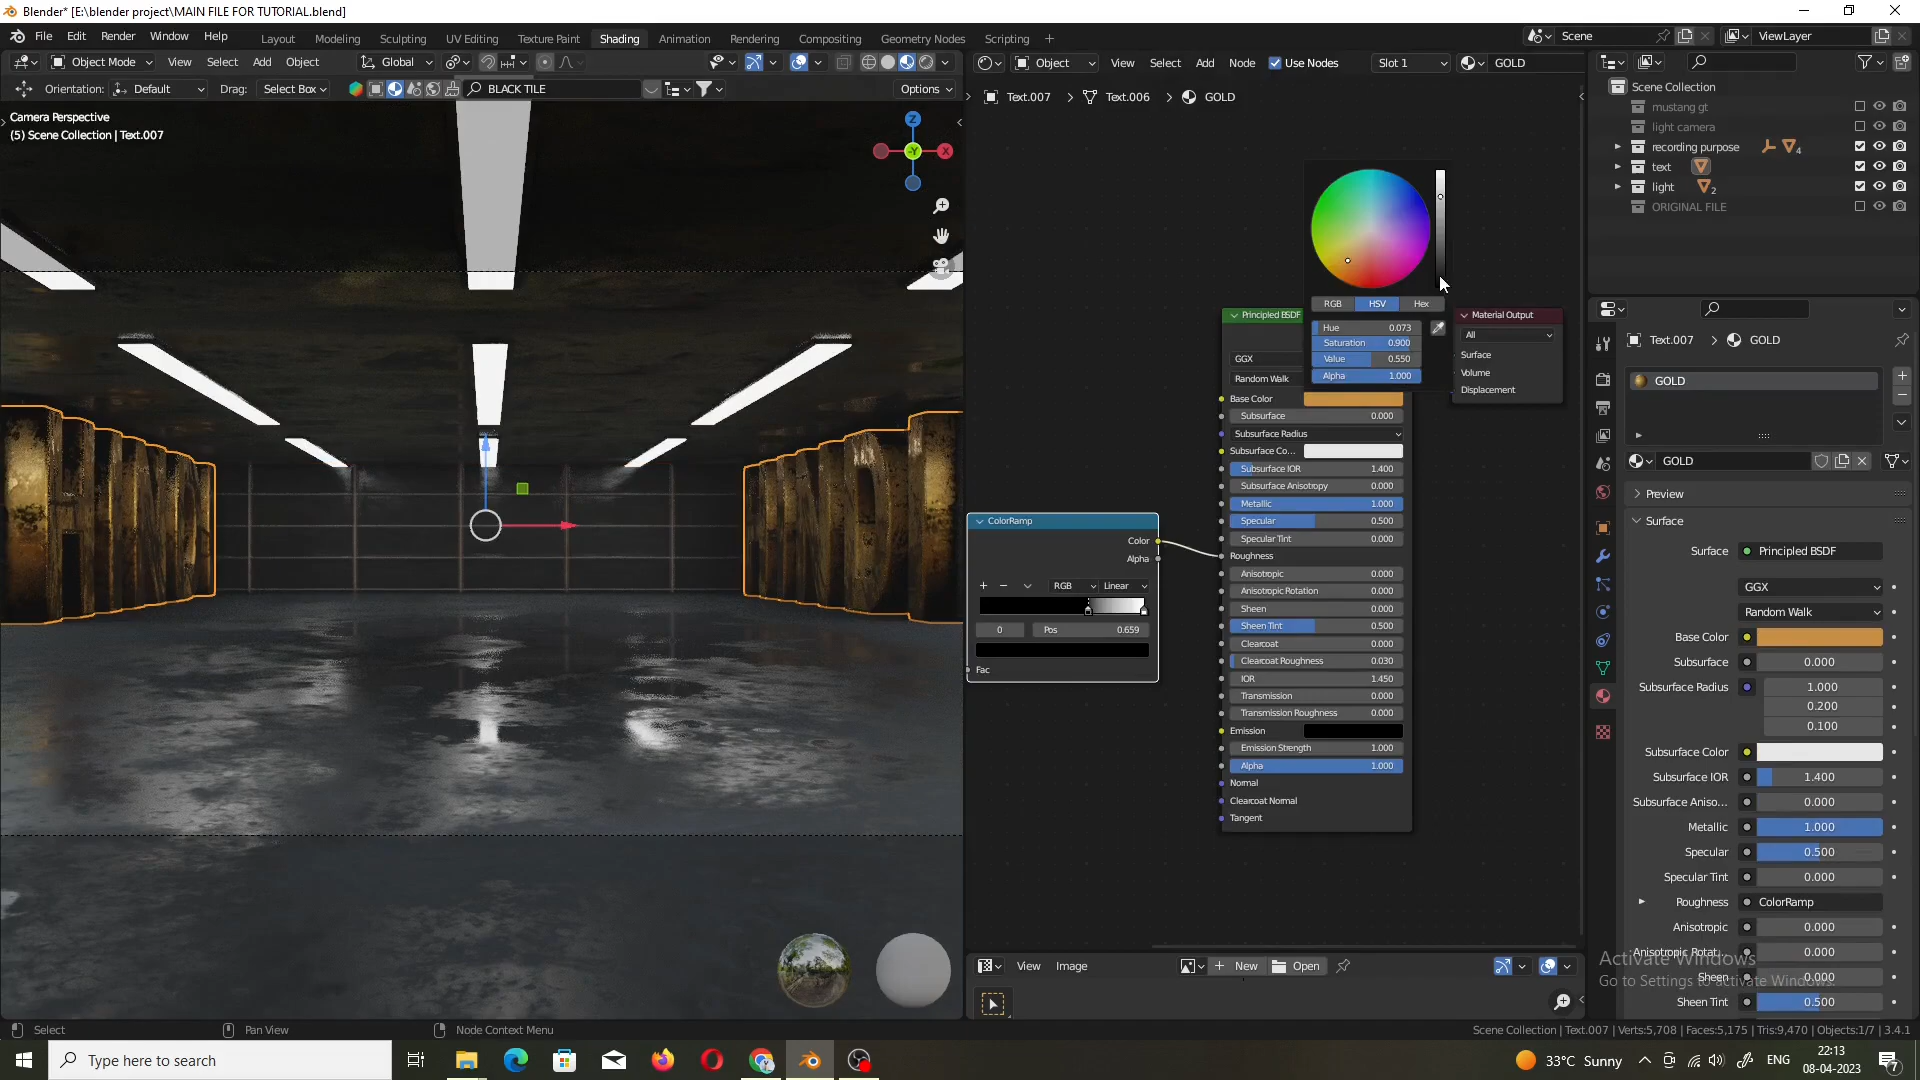 Blender* [E:\blender project\MAIN FILE FOR TUTORIAL.blend]
File Edit Render Window Help Layout Modeling Sculpting UV Editing Texture Paint Shading Animation Rendering Compositing Geometry Nodes Scripting Scene ViewLayer
Object Mode View Select Add Object Global Object View Select Add Node Use Nodes Slot 1 GOLD
Orientation: Default Drag: Select Box BLACK TILE Options
Text.007 > Text.006 > GOLD
Camera Perspective
(5) Scene Collection | Text.007
Z
X
-Y
RGB HSV Hex
Hue 0.073
Saturation 0.900
Value 0.550
Alpha 1.000
Principled BSDF
GGX
Random Walk
Base Color
Subsurface 0.000
Subsurface Radius
Subsurface Co...
Subsurface IOR 1.400
Subsurface Anisotropy 0.000
Metallic 1.000
Specular 0.500
Specular Tint 0.000
Roughness
Anisotropic 0.000
Anisotropic Rotation 0.000
Sheen 0.000
Sheen Tint 0.500
Clearcoat 0.000
Clearcoat Roughness 0.030
IOR 1.450
Transmission 0.000
Transmission Roughness 0.000
Emission
Emission Strength 1.000
Alpha 1.000
Normal
Clearcoat Normal
Tangent
Material Output
All
Surface
Volume
Displacement
ColorRamp
Color
Alpha
RGB Linear
0 Pos 0.659
Fac
View Image New Open
Scene Collection
mustang gt
light camera
recording purpose 4
text
light 2
ORIGINAL FILE
Text.007 > GOLD
GOLD
GOLD
Preview
Surface
Surface Principled BSDF
GGX
Random Walk
Base Color
Subsurface 0.000
Subsurface Radius 1.000
0.200
0.100
Subsurface Color
Subsurface IOR 1.400
Subsurface Aniso... 0.000
Metallic 1.000
Specular 0.500
Specular Tint 0.000
Roughness ColorRamp
Anisotropic 0.000
Anisotropic Rotat... 0.000
Sheen 0.000
Sheen Tint 0.500
Activate Windows
Go to Settings to activate Windows.
Select Pan View Node Context Menu Scene Collection | Text.007 | Verts:5,708 | Faces:5,175 | Tris:9,470 | Objects:1/7 | 3.4.1
Type here to search 33°C Sunny ENG 22:13
08-04-2023 7